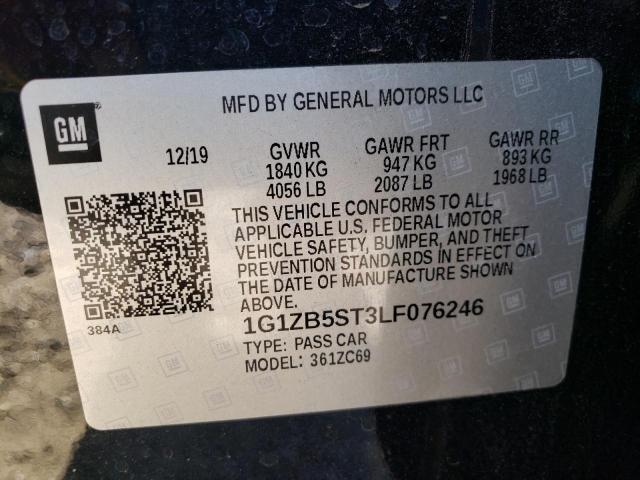 GM
MFD BY GENERAL MOTORS LLC
12/19 GVWR GAWR FRT GAWR RR
1840 KG 947 KG 893 KG
4056 LB 2087 LB 1968 LB
THIS VEHICLE CONFORMS TO ALL
APPLICABLE U.S. FEDERAL MOTOR
VEHICLE SAFETY, BUMPER, AND THEFT
PREVENTION STANDARDS IN EFFECT ON
THE DATE OF MANUFACTURE SHOWN
ABOVE.
384A
1G1ZB5ST3LF076246
TYPE: PASS CAR
MODEL: 361ZC69